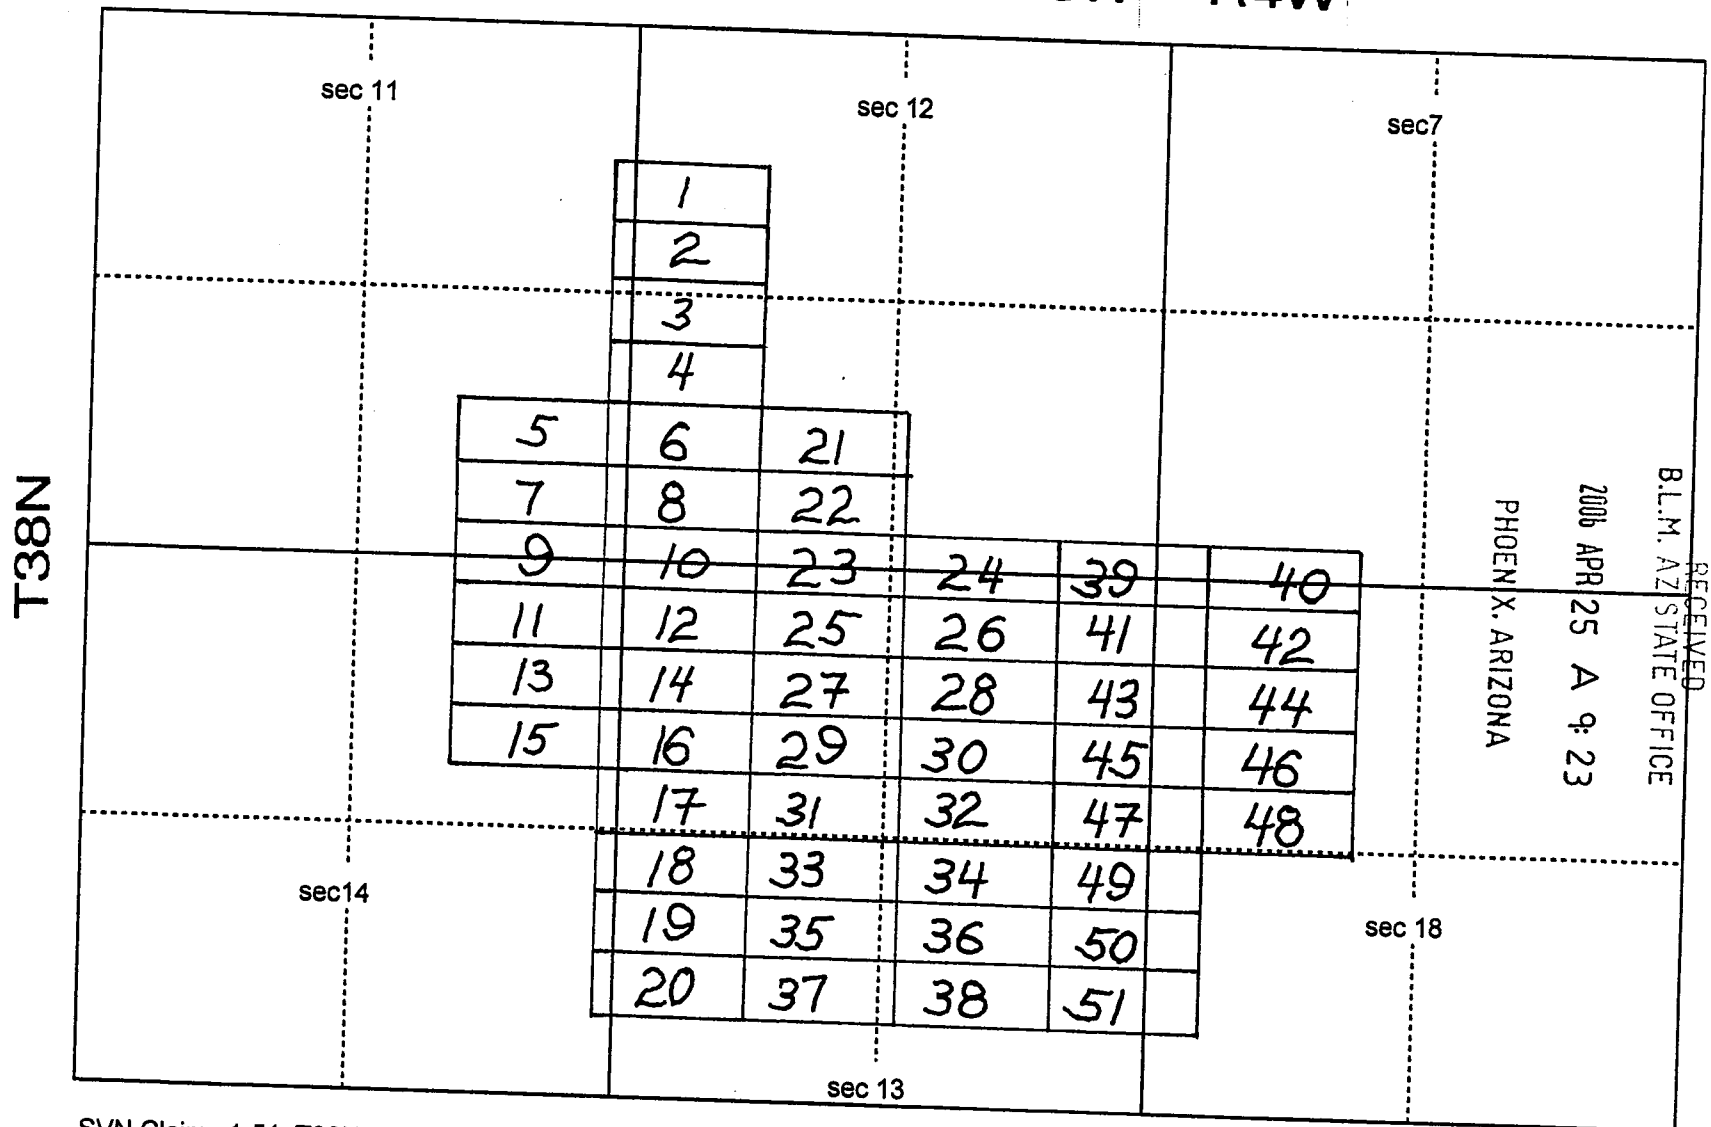 R4W
sec 11
sec 12
sec7
1
2
3
4
5 6 21
7 8 22
9 10 23 24 39 40
11 12 25 26 41 42
13 14 27 28 43 44
15 16 29 30 45 46
17 31 32 47 48
18 33 34 49
19 35 36 50
20 37 38 51
T38N
sec14
sec 18
sec 13
RECEIVED
B.L.M. AZ STATE OFFICE
2006 APR 25 A 9: 23
PHOENIX, ARIZONA